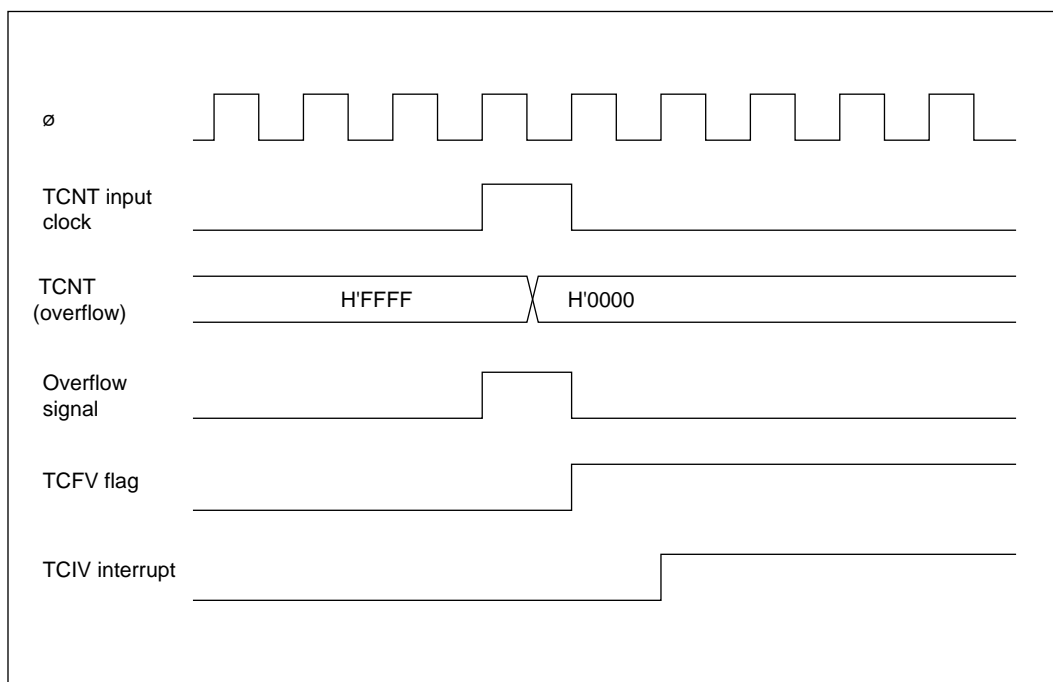 ø
TCNT input
clock
TCNT
(overflow)
H'FFFF
H'0000
Overflow
signal
TCFV flag
TCIV interrupt